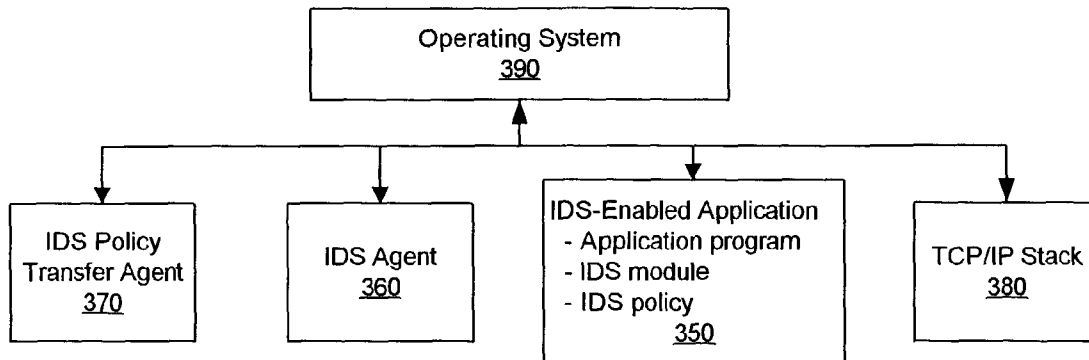 Operating System
390
IDS Policy
Transfer Agent
370
IDS Agent
360
IDS-Enabled Application
- Application program
- IDS module
- IDS policy
350
TCP/IP Stack
380